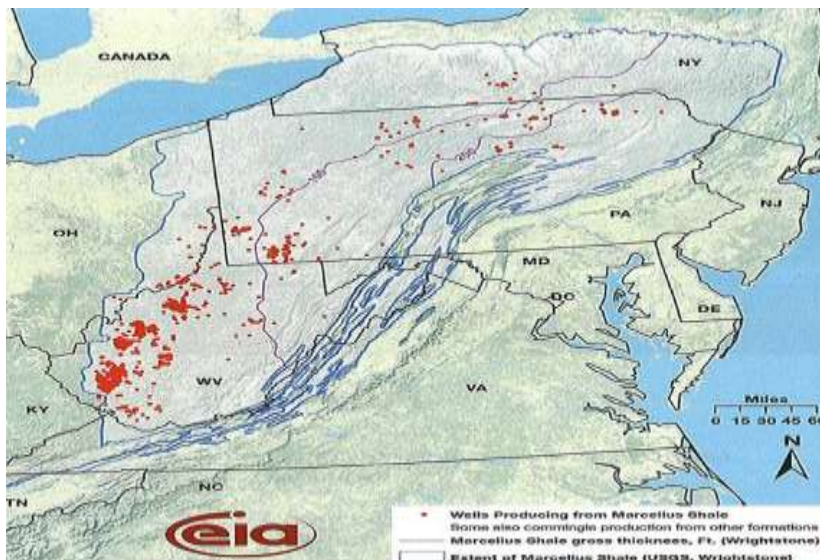 CANADA
NY
100
200
OH
PA
NJ
MD
DC
DE
WV
VA
KY
Miles
0 15 30 45 60
N
TN
NC
eia
Wells Producing from Marcellus Shale
Some also commingle production from other formations
Marcellus Shale gross thickness, Ft. (Wrightstone)
Extent of Marcellus Shale (USGS, Wrightstone)